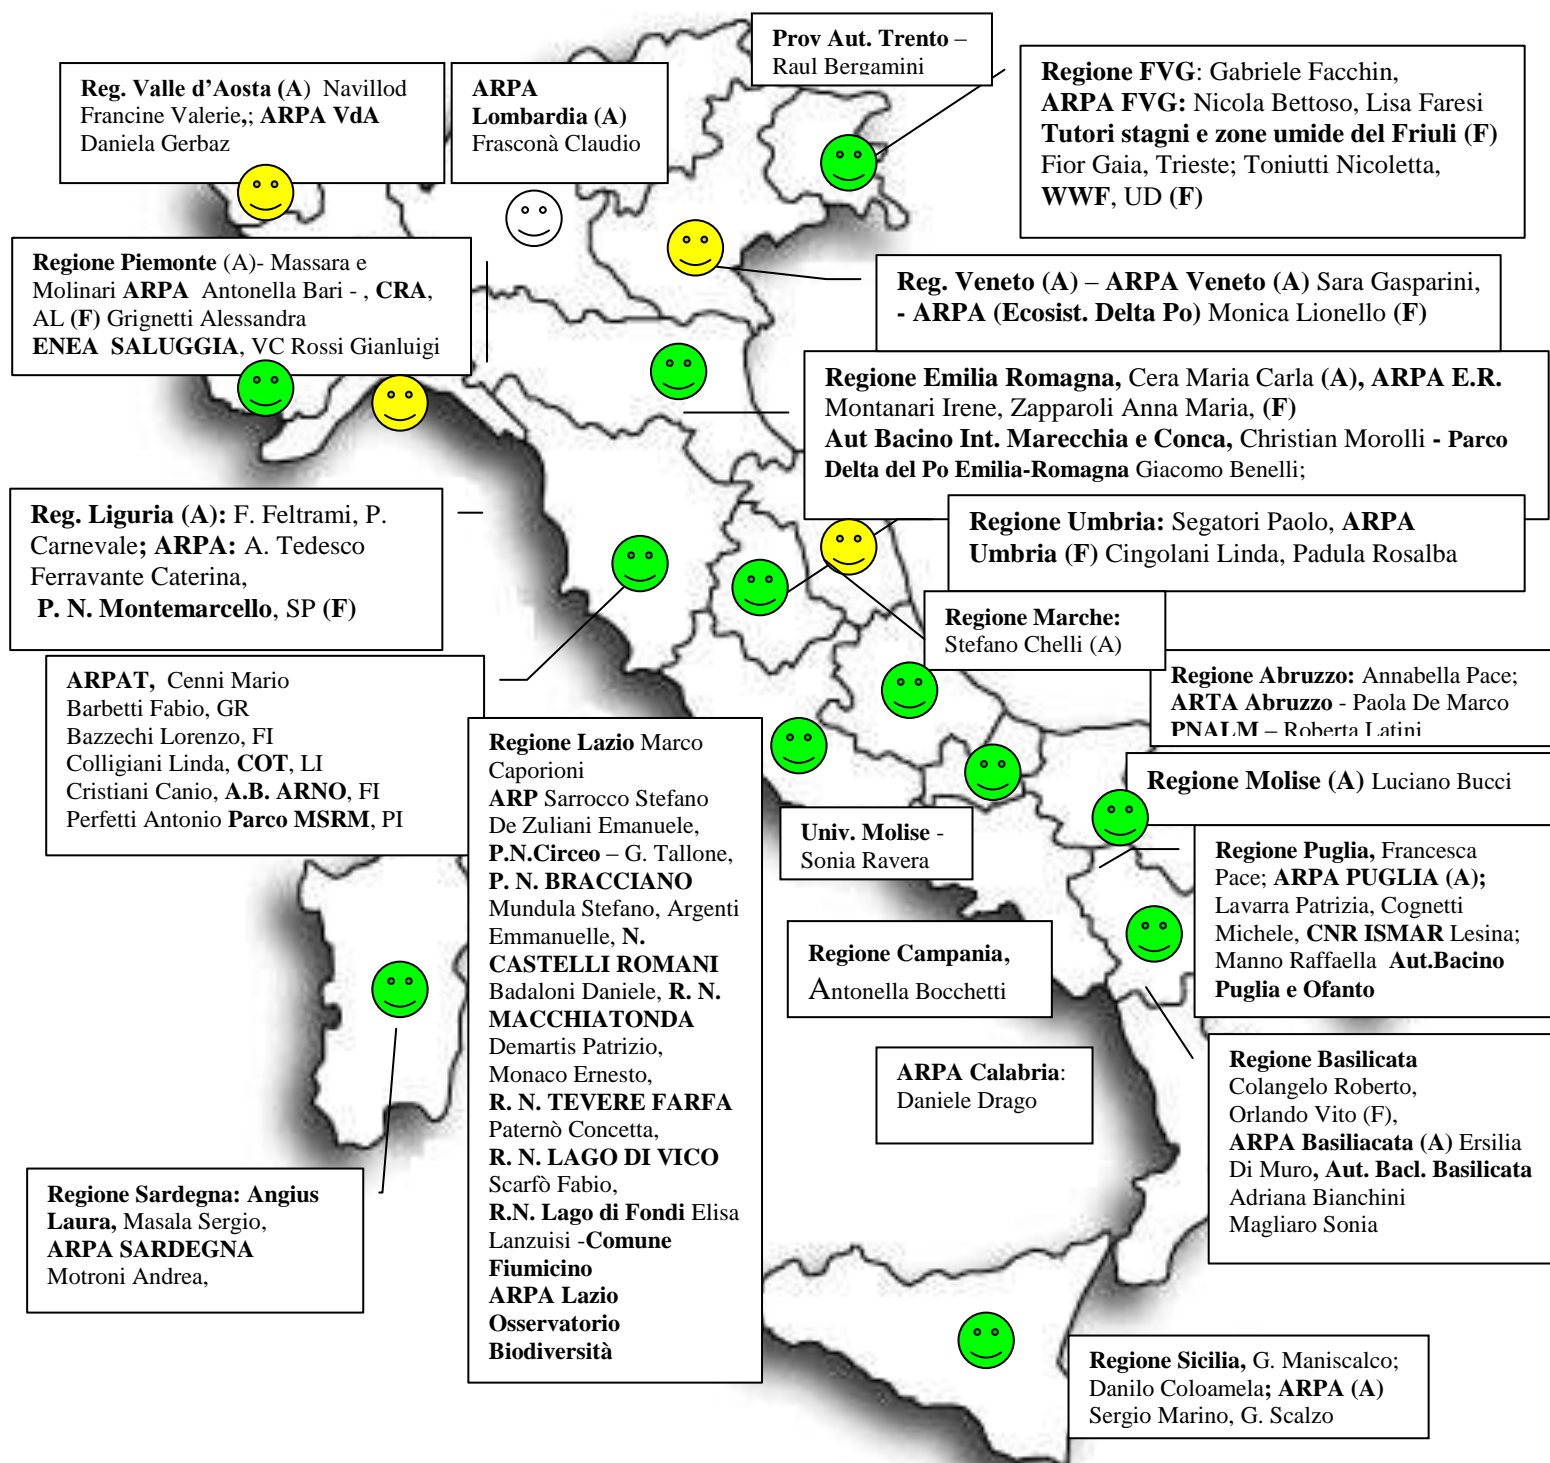 Prov Aut. Trento –
Raul Bergamini
Reg. Valle d'Aosta (A) Navillod
Francine Valerie,; ARPA VdA
Daniela Gerbaz
ARPA
Lombardia (A)
Frasconà Claudio
Regione FVG: Gabriele Facchin,
ARPA FVG: Nicola Bettoso, Lisa Faresi
Tutori stagni e zone umide del Friuli (F)
Fior Gaia, Trieste; Toniutti Nicoletta,
WWF, UD (F)
Regione Piemonte (A)- Massara e
Molinari ARPA Antonella Bari - , CRA,
AL (F) Grignetti Alessandra
ENEA SALUGGIA, VC Rossi Gianluigi
Reg. Veneto (A) – ARPA Veneto (A) Sara Gasparini,
- ARPA (Ecosist. Delta Po) Monica Lionello (F)
Regione Emilia Romagna, Cera Maria Carla (A), ARPA E.R.
Montanari Irene, Zapparoli Anna Maria, (F)
Aut Bacino Int. Marecchia e Conca, Christian Morolli - Parco
Delta del Po Emilia-Romagna Giacomo Benelli;
Reg. Liguria (A): F. Feltrami, P.
Carnevale; ARPA: A. Tedesco
Ferravante Caterina,
P. N. Montemarcello, SP (F)
Regione Umbria: Segatori Paolo, ARPA
Umbria (F) Cingolani Linda, Padula Rosalba
Regione Marche:
Stefano Chelli (A)
ARPAT, Cenni Mario
Barbetti Fabio, GR
Bazzechi Lorenzo, FI
Colligiani Linda, COT, LI
Cristiani Canio, A.B. ARNO, FI
Perfetti Antonio Parco MSRM, PI
Regione Abruzzo: Annabella Pace;
ARTA Abruzzo - Paola De Marco
PNALM – Roberta Latini
Regione Lazio Marco
Caporioni
ARP Sarrocco Stefano
De Zuliani Emanuele,
P.N.Circeo – G. Tallone,
P. N. BRACCIANO
Mundula Stefano, Argenti
Emmanuelle, N.
CASTELLI ROMANI
Badaloni Daniele, R. N.
MACCHIATONDA
Demartis Patrizio,
Monaco Ernesto,
R. N. TEVERE FARFA
Paternò Concetta,
R. N. LAGO DI VICO
Scarfò Fabio,
R.N. Lago di Fondi Elisa
Lanzuisi -Comune
Fiumicino
ARPA Lazio
Osservatorio
Biodiversità
Regione Molise (A) Luciano Bucci
Univ. Molise -
Sonia Ravera
Regione Puglia, Francesca
Pace; ARPA PUGLIA (A);
Lavarra Patrizia, Cognetti
Michele, CNR ISMAR Lesina;
Manno Raffaella Aut.Bacino
Puglia e Ofanto
Regione Campania,
Antonella Bocchetti
ARPA Calabria:
Daniele Drago
Regione Basilicata
Colangelo Roberto,
Orlando Vito (F),
ARPA Basiliacata (A) Ersilia
Di Muro, Aut. Bacl. Basilicata
Adriana Bianchini
Magliaro Sonia
Regione Sardegna: Angius
Laura, Masala Sergio,
ARPA SARDEGNA
Motroni Andrea,
Regione Sicilia, G. Maniscalco;
Danilo Coloamela; ARPA (A)
Sergio Marino, G. Scalzo